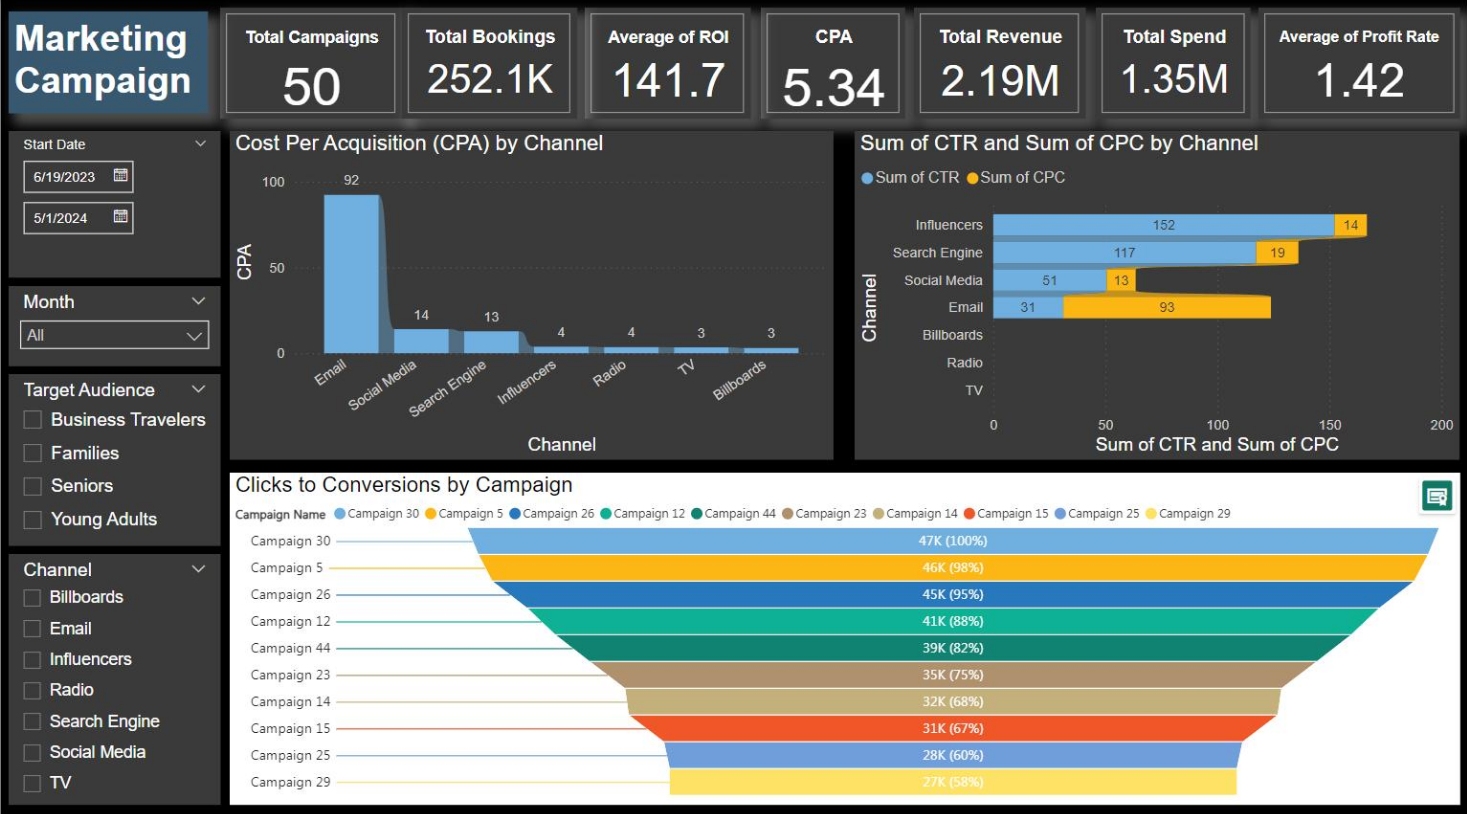 Marketing
Campaign
Total Campaigns
50
Total Bookings
252.1K
Average of ROI
141.7
CPA
5.34
Total Revenue
2.19M
Total Spend
1.35M
Average of Profit Rate
1.42
Start Date
6/19/2023
5/1/2024
Month
All
Target Audience
Business Travelers
Families
Seniors
Young Adults
Channel
Billboards
Email
Influencers
Radio
Search Engine
Social Media
TV
Cost Per Acquisition (CPA) by Channel
CPA
100
50
0
92
14
13
4
4
3
3
Email
Social Media
Search Engine
Influencers
Radio
TV
Billboards
Channel
Sum of CTR and Sum of CPC by Channel
Sum of CTR Sum of CPC
Channel
Influencers 152 14
Search Engine 117 19
Social Media 51 13
Email 31 93
Billboards
Radio
TV
0 50 100 150 200
Sum of CTR and Sum of CPC
Clicks to Conversions by Campaign
Campaign Name Campaign 30 Campaign 5 Campaign 26 Campaign 12 Campaign 44 Campaign 23 Campaign 14 Campaign 15 Campaign 25 Campaign 29
Campaign 30 47K (100%)
Campaign 5 46K (98%)
Campaign 26 45K (95%)
Campaign 12 41K (88%)
Campaign 44 39K (82%)
Campaign 23 35K (75%)
Campaign 14 32K (68%)
Campaign 15 31K (67%)
Campaign 25 28K (60%)
Campaign 29 27K (58%)